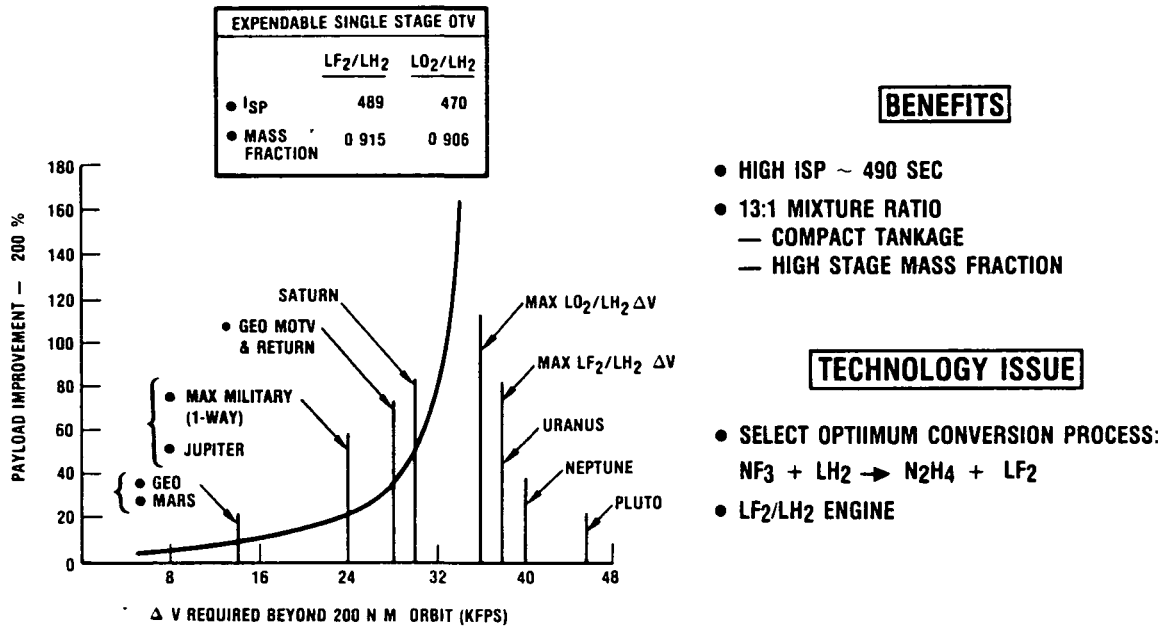 EXPENDABLE SINGLE STAGE OTV
LF2/LH2 LO2/LH2
● ISP 489 470
● MASS FRACTION 0 915 0 906
PAYLOAD IMPROVEMENT — 200 %
180
160
140
120
100
80
60
40
20
0
8 16 24 32 40 48
Δ V REQUIRED BEYOND 200 N M ORBIT (KFPS)
SATURN
● GEO MOTV
& RETURN
● MAX MILITARY
(1-WAY)
● JUPITER
● GEO
● MARS
MAX LO2/LH2 ΔV
MAX LF2/LH2 ΔV
URANUS
NEPTUNE
PLUTO
BENEFITS
● HIGH ISP ~ 490 SEC
● 13:1 MIXTURE RATIO
— COMPACT TANKAGE
— HIGH STAGE MASS FRACTION
TECHNOLOGY ISSUE
● SELECT OPTIIMUM CONVERSION PROCESS:
NF3 + LH2 → N2H4 + LF2
● LF2/LH2 ENGINE